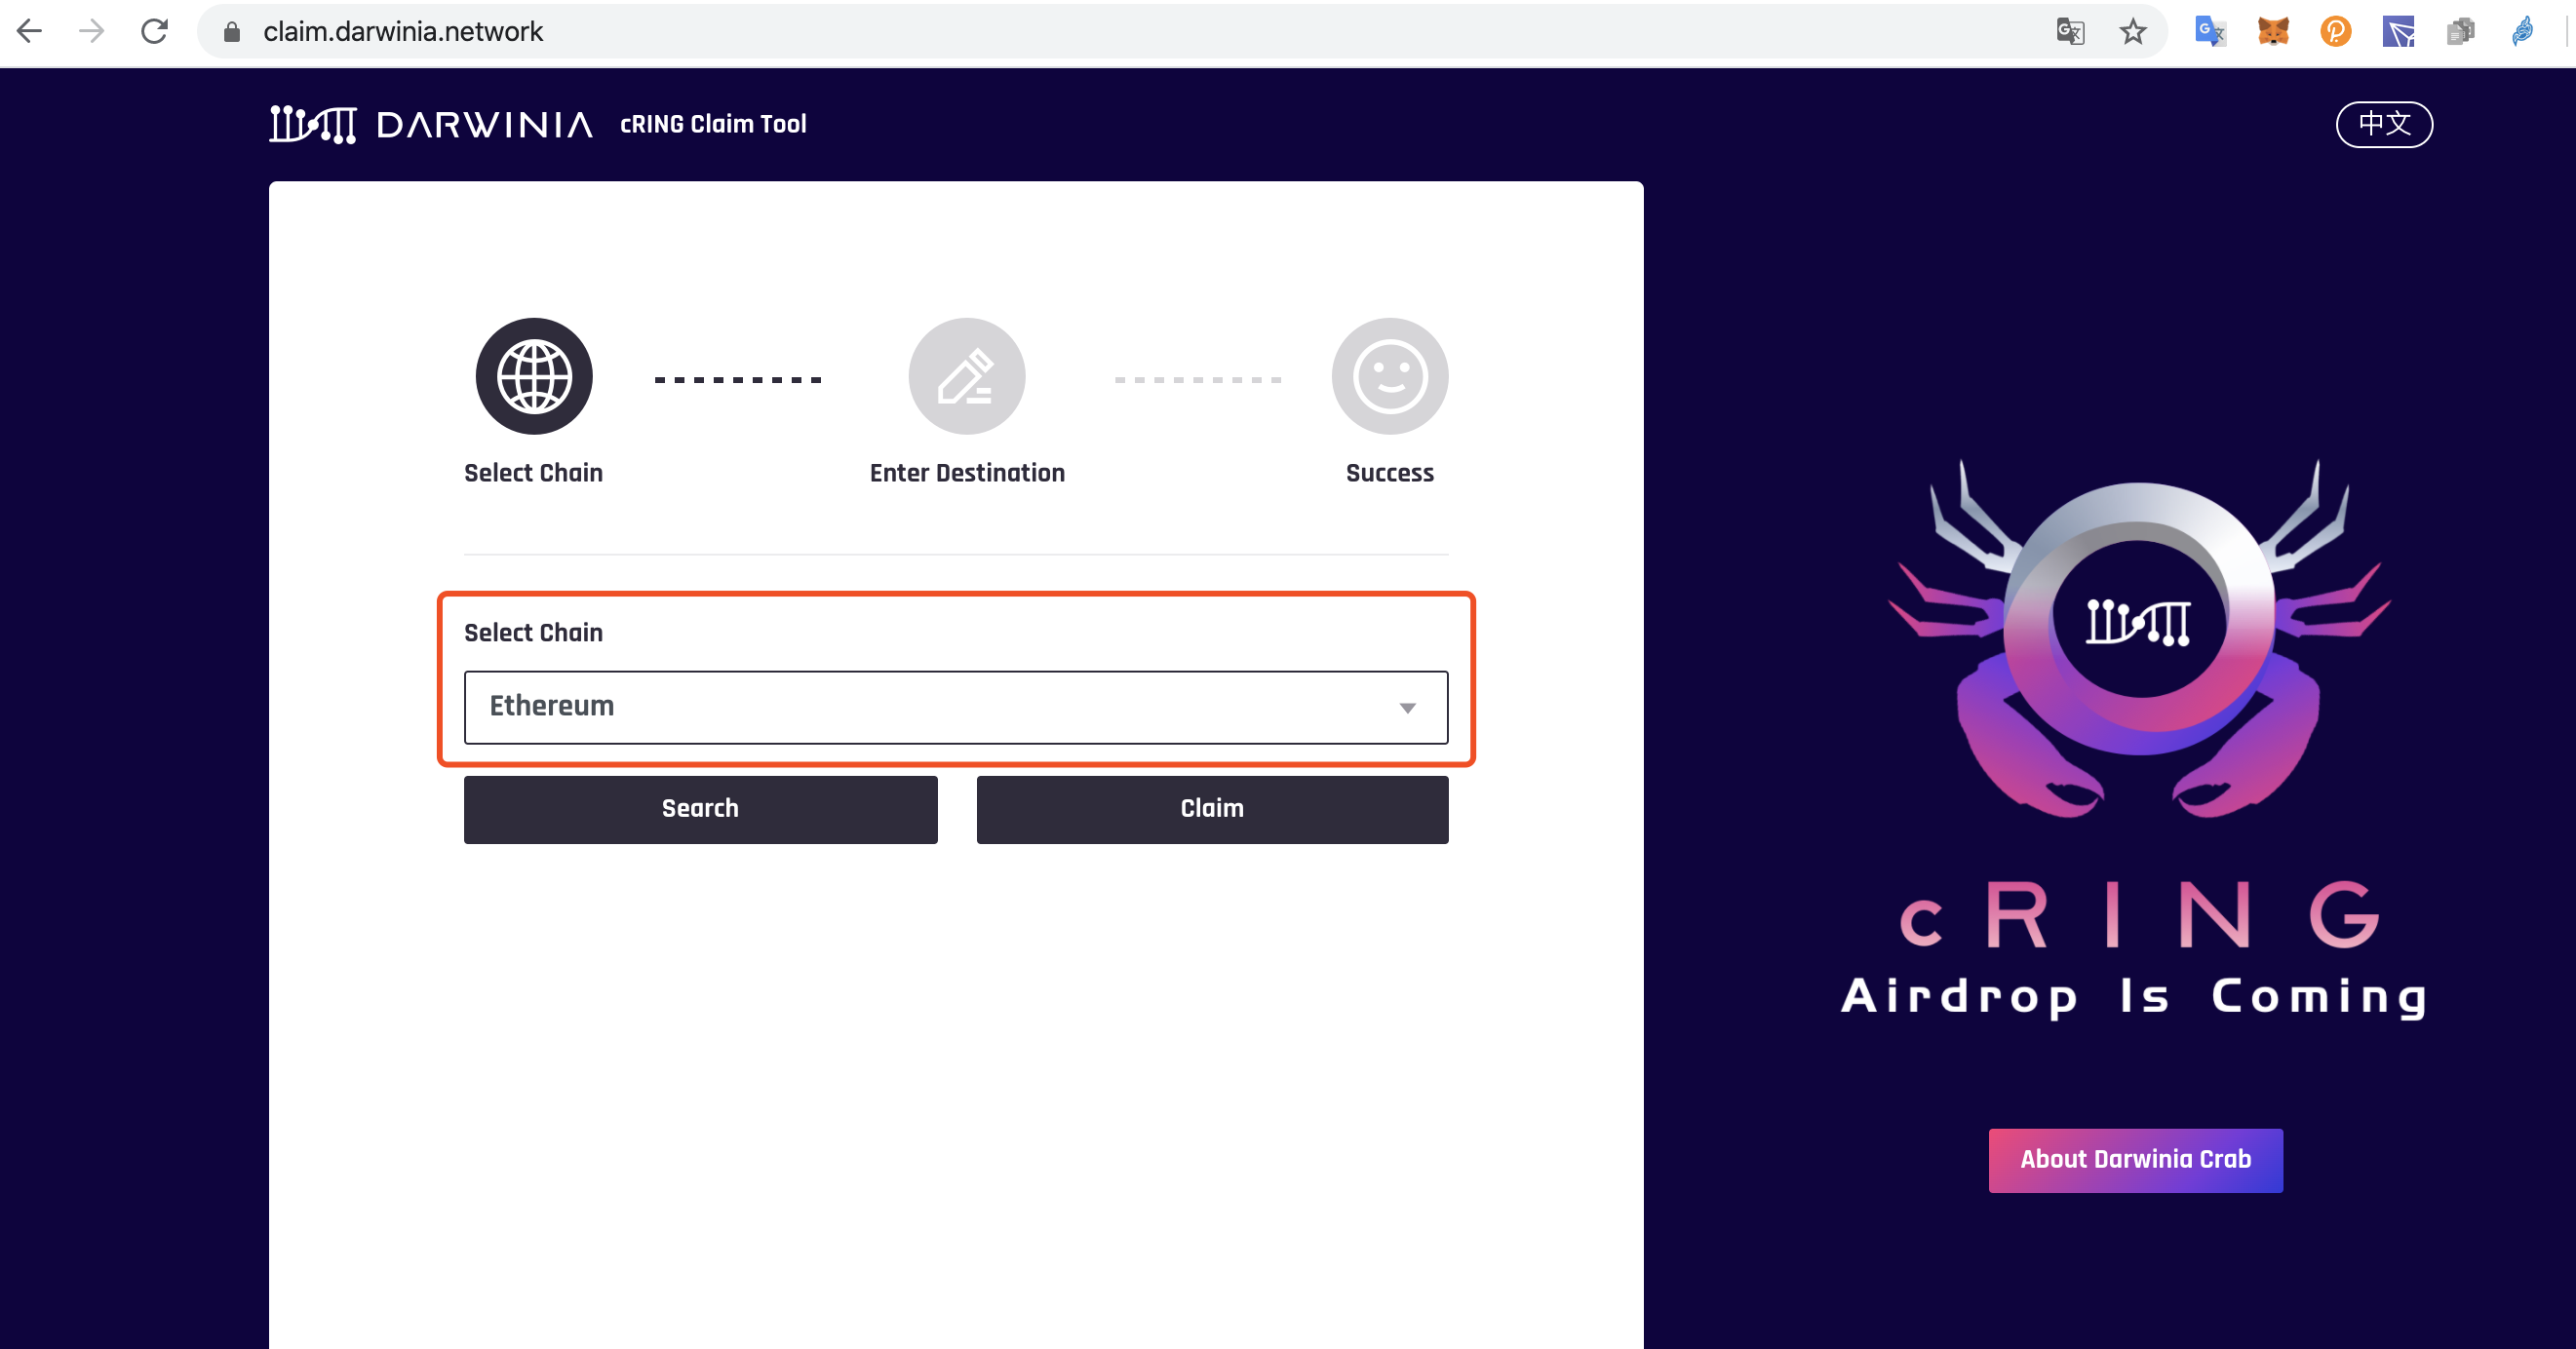 claim.darwinia.network
DARWINIA cRING Claim Tool
中文
Select Chain
Enter Destination
Success
Select Chain
Ethereum
Search
Claim
cRING
Airdrop Is Coming
About Darwinia Crab